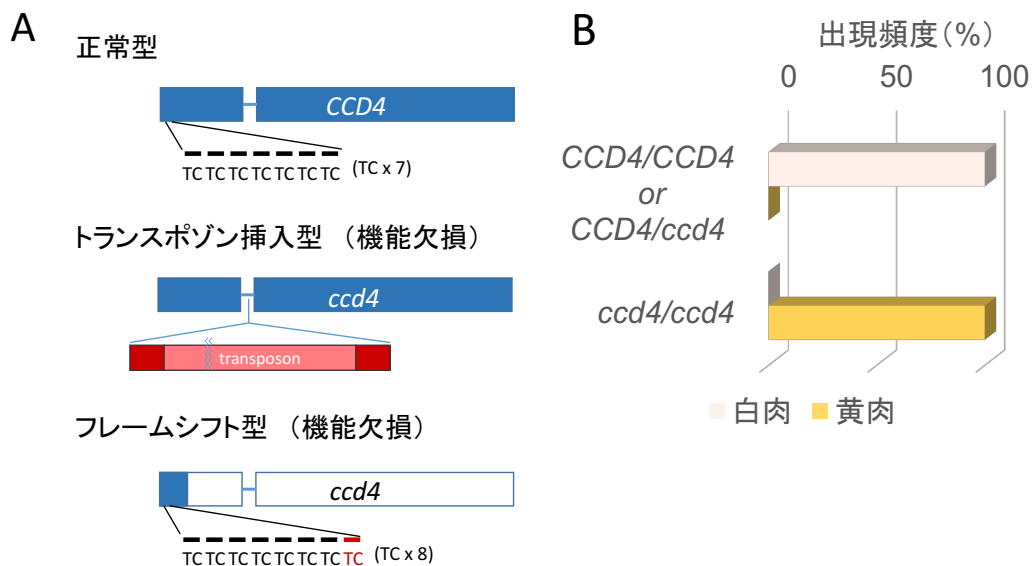 A
正常型
CCD4
TC TC TC TC TC TC TC (TC x 7)
トランスポゾン挿入型 （機能欠損）
ccd4
transposon
フレームシフト型 （機能欠損）
ccd4
TC TC TC TC TC TC TC TC (TC x 8)
B
出現頻度（%）
0 50 100
CCD4/CCD4
or
CCD4/ccd4
ccd4/ccd4
白肉 黄肉